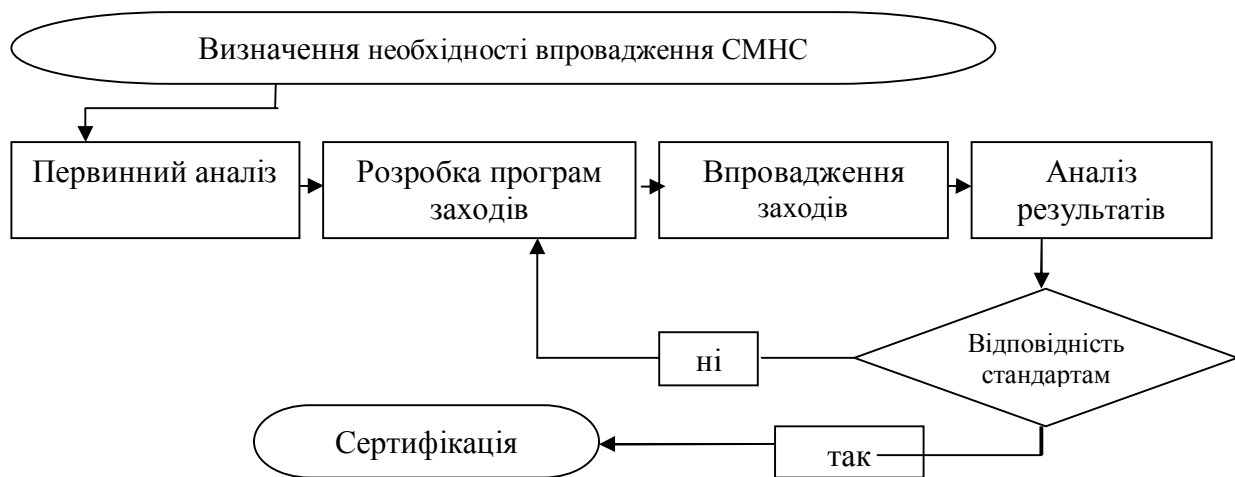 Визначення необхідності впровадження СМНС
Первинний аналіз
Розробка програм
заходів
Впровадження
заходів
Аналіз
результатів
Відповідність
стандартам
ні
так
Сертифікація